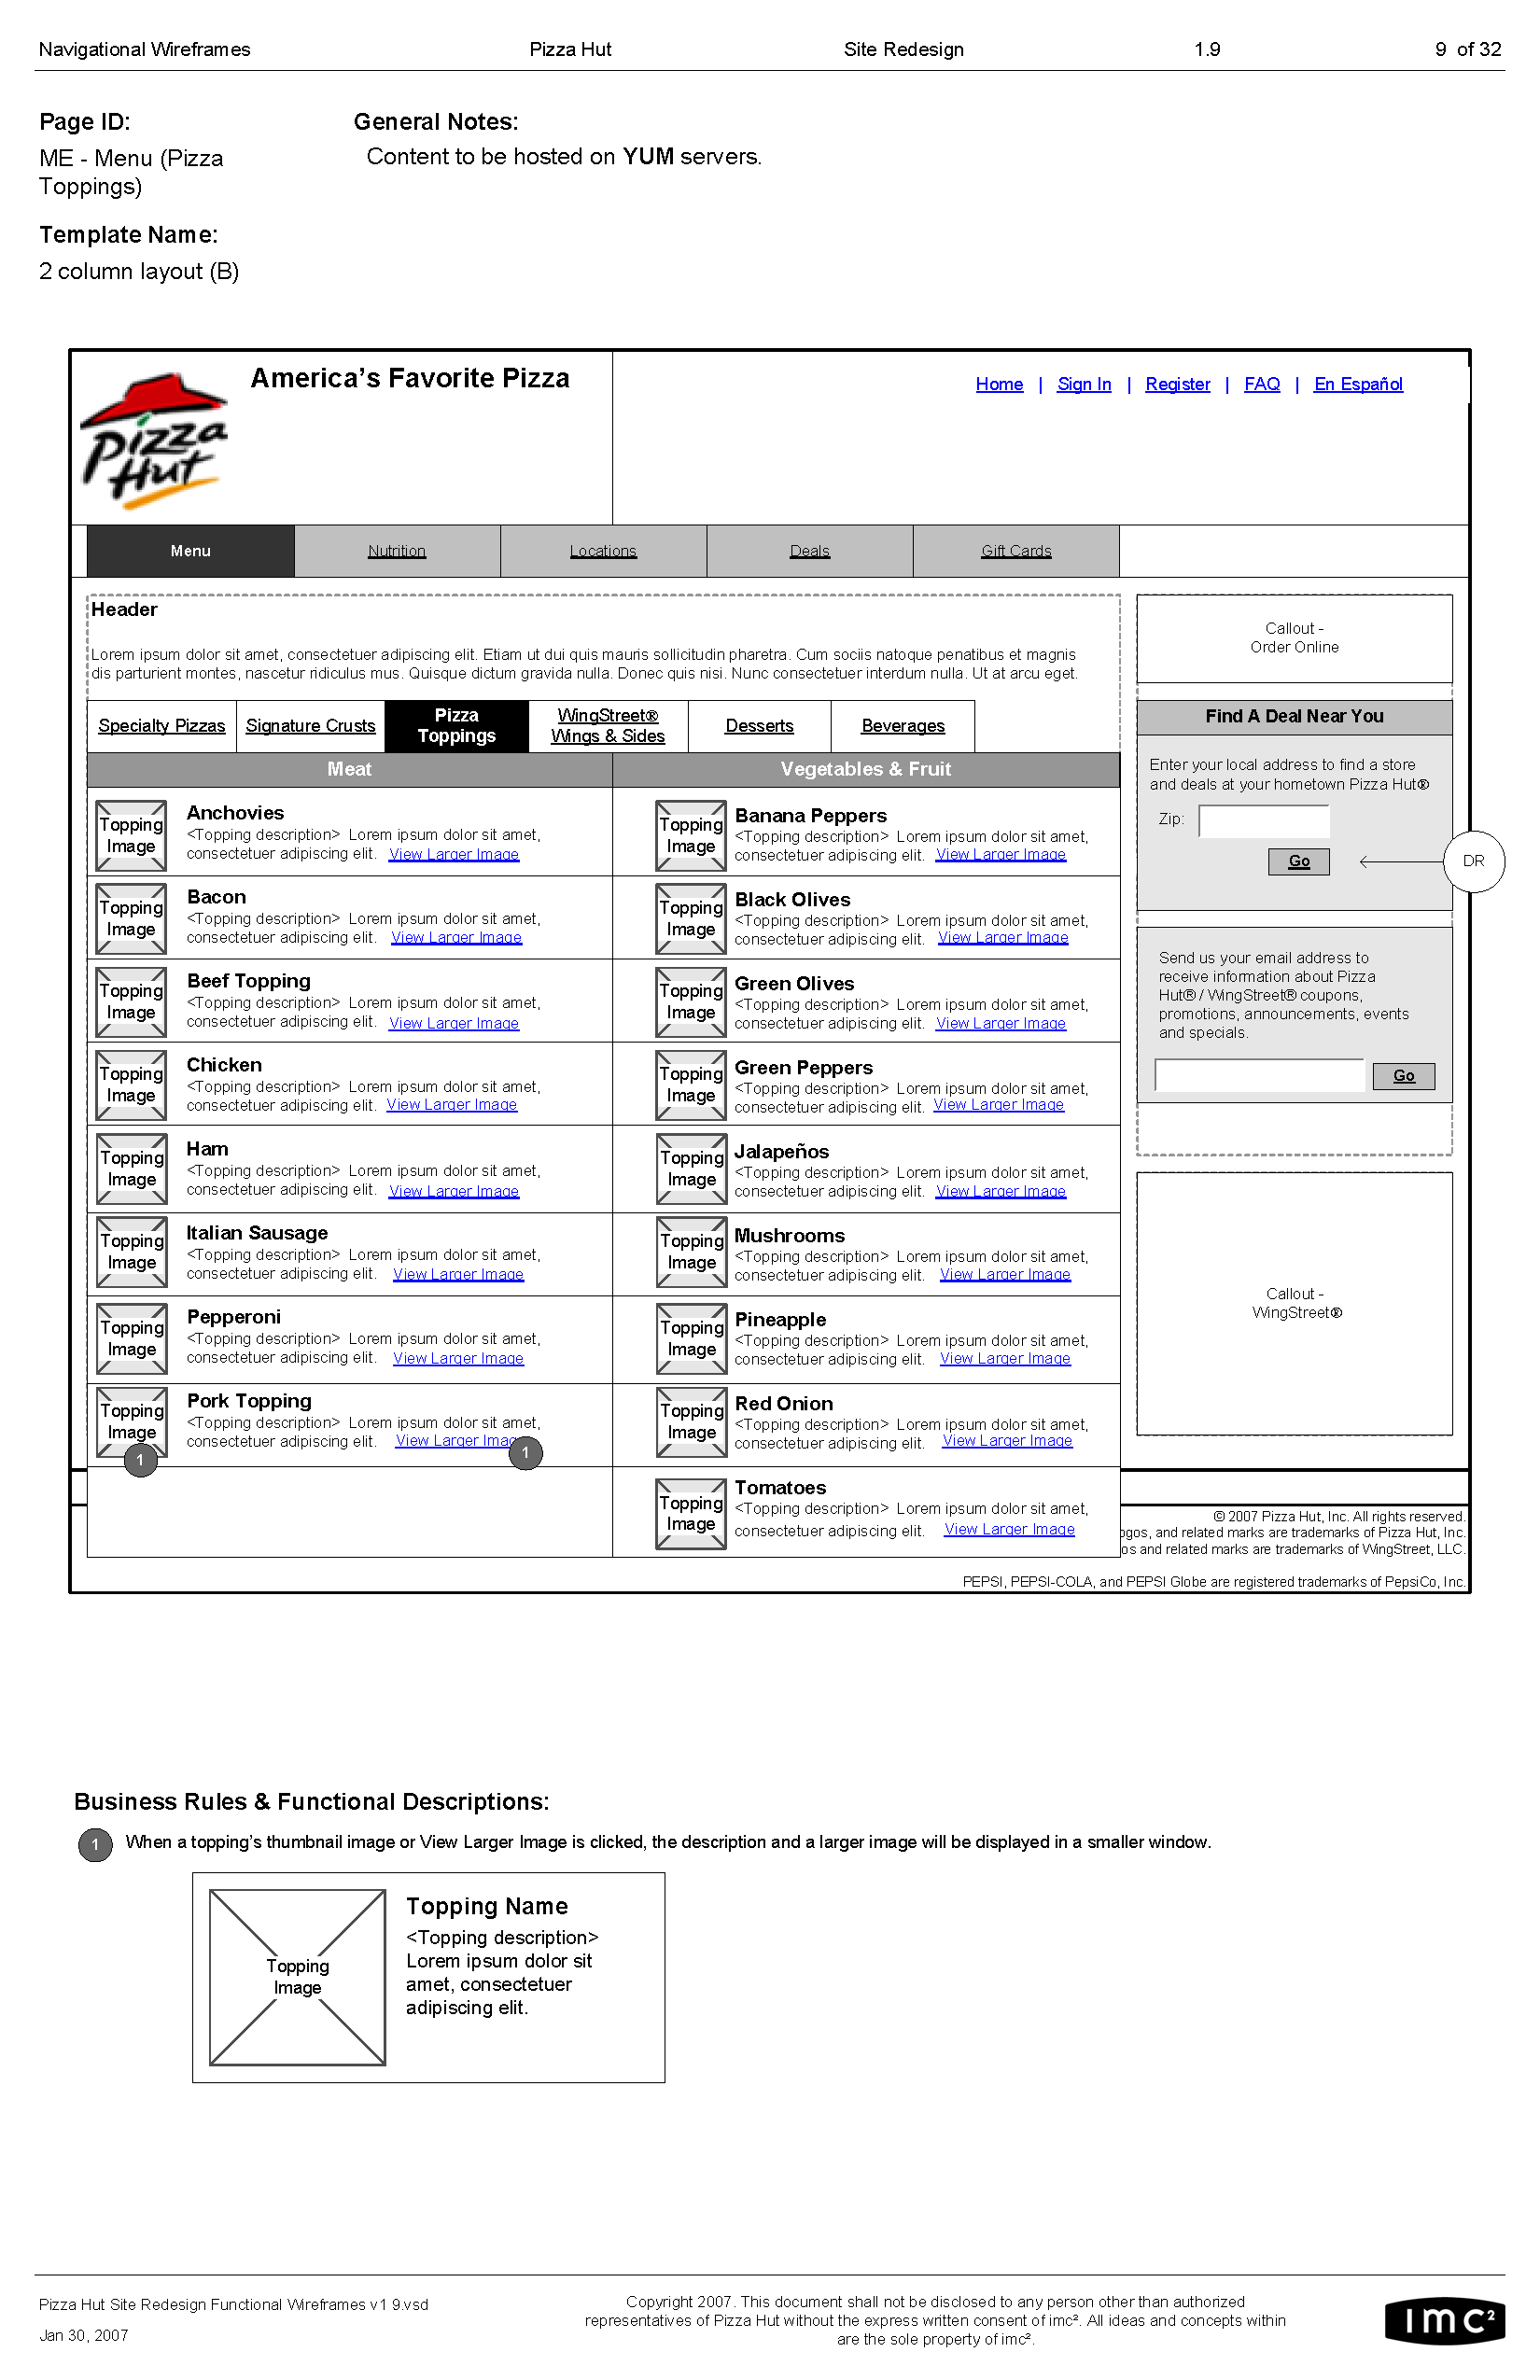 Navigational Wireframes Pizza Hut Site Redesign 1.9 9 of 32
Page ID:
ME - Menu (Pizza
Toppings)
General Notes:
Content to be hosted on YUM servers.
Template Name:
2 column layout (B)
Pizza
Hut
America's Favorite Pizza
Home | Sign In | Register | FAQ | En Español
Menu Nutrition Locations Deals Gift Cards
Header
Lorem ipsum dolor sit amet, consectetuer adipiscing elit. Etiam ut dui quis mauris sollicitudin pharetra. Cum sociis natoque penatibus et magnis
dis parturient montes, nascetur ridiculus mus. Quisque dictum gravida nulla. Donec quis nisi. Nunc consectetuer interdum nulla. Ut at arcu eget.
Specialty Pizzas Signature Crusts Pizza Toppings WingStreet® Wings & Sides Desserts Beverages
Meat
Topping
Image
Anchovies
<Topping description> Lorem ipsum dolor sit amet,
consectetuer adipiscing elit. View Larger Image
Topping
Image
Bacon
<Topping description> Lorem ipsum dolor sit amet,
consectetuer adipiscing elit. View Larger Image
Topping
Image
Beef Topping
<Topping description> Lorem ipsum dolor sit amet,
consectetuer adipiscing elit. View Larger Image
Topping
Image
Chicken
<Topping description> Lorem ipsum dolor sit amet,
consectetuer adipiscing elit. View Larger Image
Topping
Image
Ham
<Topping description> Lorem ipsum dolor sit amet,
consectetuer adipiscing elit. View Larger Image
Topping
Image
Italian Sausage
<Topping description> Lorem ipsum dolor sit amet,
consectetuer adipiscing elit. View Larger Image
Topping
Image
Pepperoni
<Topping description> Lorem ipsum dolor sit amet,
consectetuer adipiscing elit. View Larger Image
Topping
Image
1
Pork Topping
<Topping description> Lorem ipsum dolor sit amet,
consectetuer adipiscing elit. View Larger
1
Vegetables & Fruit
Topping
Image
Banana Peppers
<Topping description> Lorem ipsum dolor sit amet,
consectetuer adipiscing elit. View Larger Image
Topping
Image
Black Olives
<Topping description> Lorem ipsum dolor sit amet,
consectetuer adipiscing elit. View Larger Image
Topping
Image
Green Olives
<Topping description> Lorem ipsum dolor sit amet,
consectetuer adipiscing elit. View Larger Image
Topping
Image
Green Peppers
<Topping description> Lorem ipsum dolor sit amet,
consectetuer adipiscing elit. View Larger Image
Topping
Image
Jalapeños
<Topping description> Lorem ipsum dolor sit amet,
consectetuer adipiscing elit. View Larger Image
Topping
Image
Mushrooms
<Topping description> Lorem ipsum dolor sit amet,
consectetuer adipiscing elit. View Larger Image
Topping
Image
Pineapple
<Topping description> Lorem ipsum dolor sit amet,
consectetuer adipiscing elit. View Larger Image
Topping
Image
Red Onion
<Topping description> Lorem ipsum dolor sit amet,
consectetuer adipiscing elit. View Larger Image
Topping
Image
Tomatoes
<Topping description> Lorem ipsum dolor sit amet,
consectetuer adipiscing elit. View Larger Image
Callout -
Order Online
Find A Deal Near You
Enter your local address to find a store
and deals at your hometown Pizza Hut®
Zip:
Go
DR
Send us your email address to
receive information about Pizza
Hut® / WingStreet® coupons,
promotions, announcements, events
and specials.
Go
Callout -
WingStreet®
© 2007 Pizza Hut, Inc. All rights reserved.
and related marks are trademarks of Pizza Hut, Inc.
and related marks are trademarks of WingStreet, LLC.
PEPSI, PEPSI-COLA, and PEPSI Globe are registered trademarks of PepsiCo, Inc.
Business Rules & Functional Descriptions:
1 When a topping's thumbnail image or View Larger Image is clicked, the description and a larger image will be displayed in a smaller window.
Topping
Image
Topping Name
<Topping description>
Lorem ipsum dolor sit
amet, consectetuer
adipiscing elit.
Pizza Hut Site Redesign Functional Wireframes v1 9.vsd
Jan 30, 2007
Copyright 2007. This document shall not be disclosed to any person other than authorized
representatives of Pizza Hut without the express written consent of imc². All ideas and concepts within
are the sole property of imc².
imc²